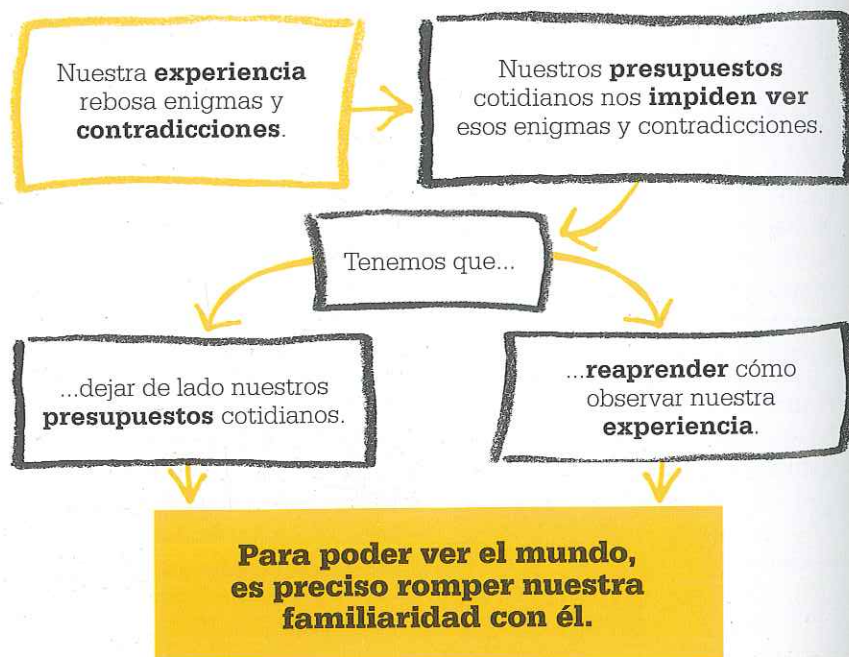 Nuestra experiencia
rebosa enigmas y
contradicciones.
Nuestros presupuestos
cotidianos nos impiden ver
esos enigmas y contradicciones.
Tenemos que...
...dejar de lado nuestros
presupuestos cotidianos.
...reaprender cómo
observar nuestra
experiencia.
Para poder ver el mundo,
es preciso romper nuestra
familiaridad con él.